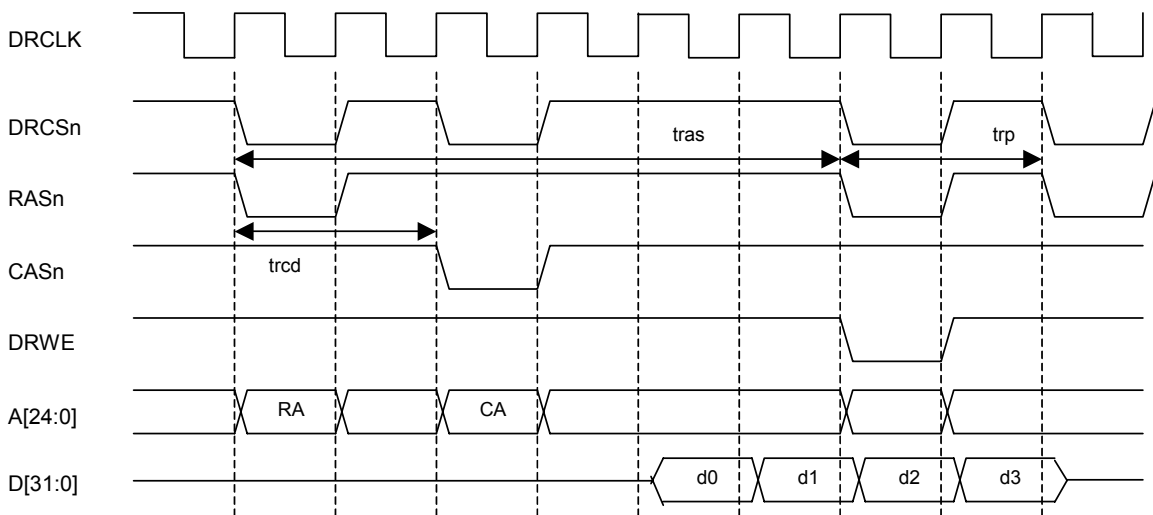 DRCLK
DRCSn
tras
trp
RASn
trcd
CASn
DRWE
A[24:0]
RA
CA
D[31:0]
d0
d1
d2
d3